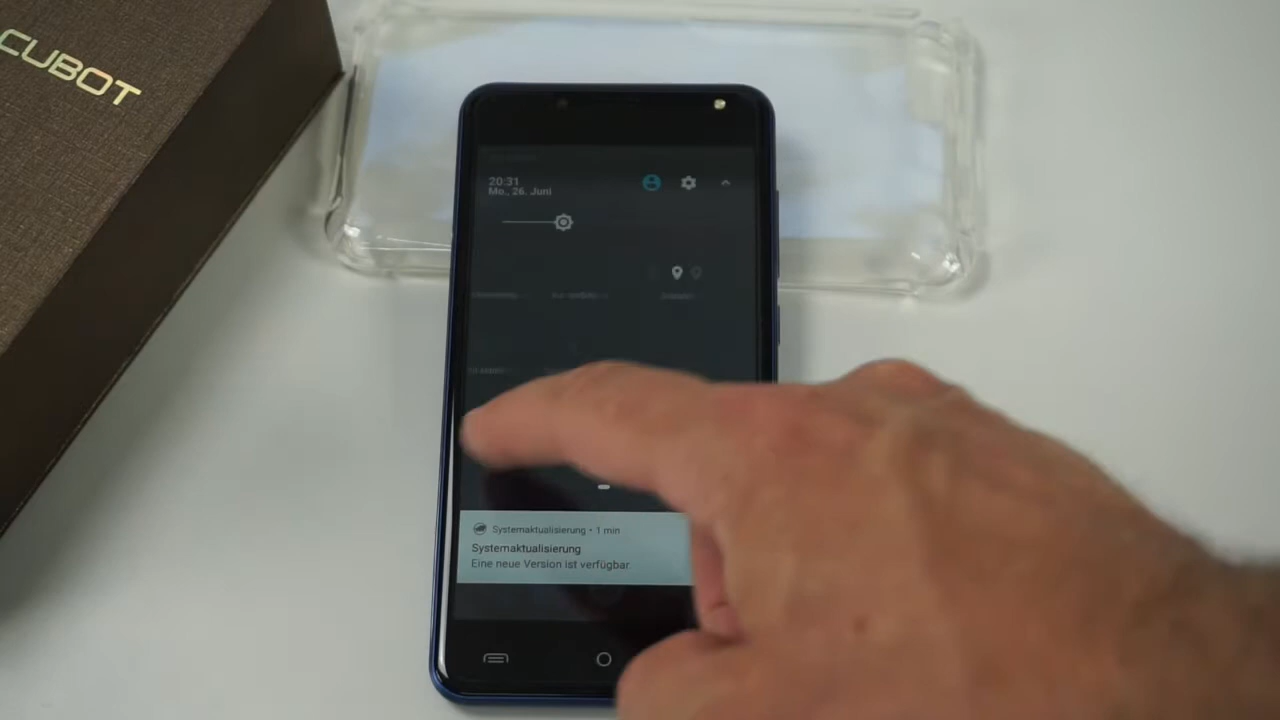 CUBOT
20:31
Mo., 26. Juni
Systemaktualisierung • 1 min
Systemaktualisierung
Eine neue Version ist verfügbar.